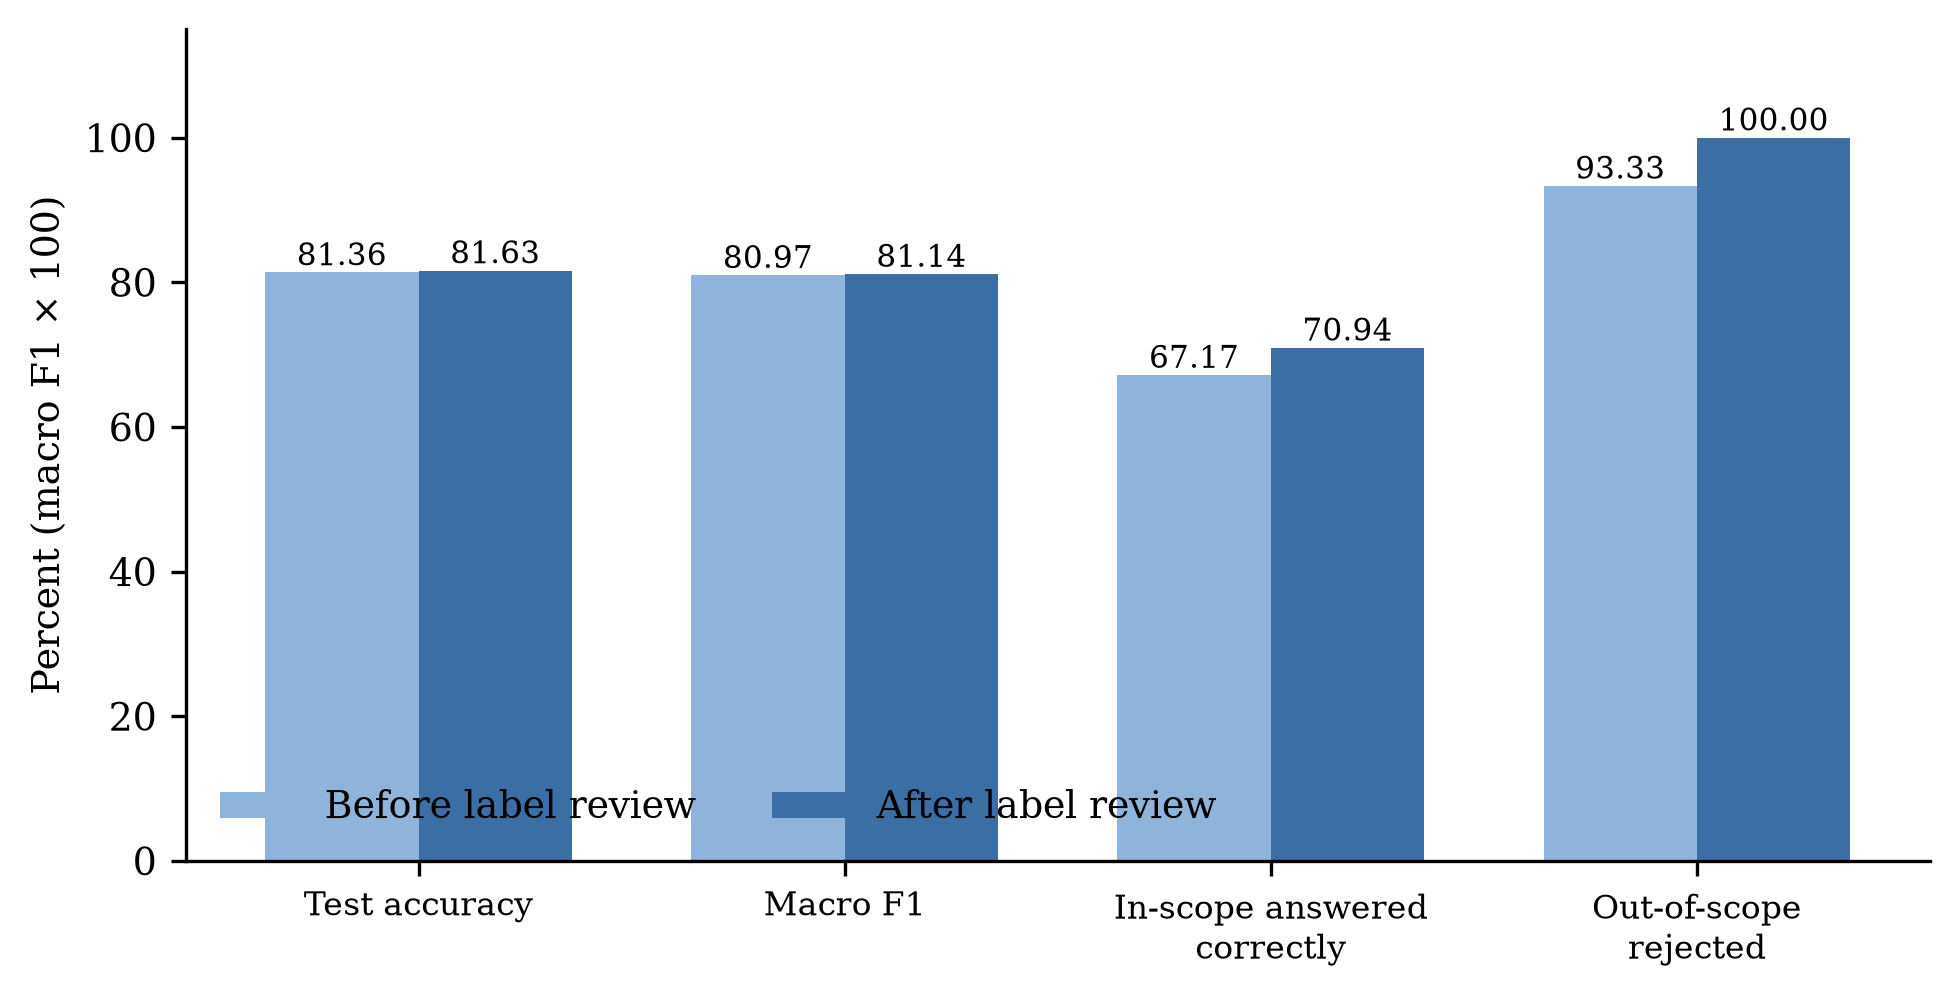 Percent (macro F1 × 100)
100
80
60
40
20
0
81.36
81.63
80.97
81.14
67.17
70.94
93.33
100.00
Before label review
After label review
Test accuracy
Macro F1
In-scope answered
correctly
Out-of-scope
rejected